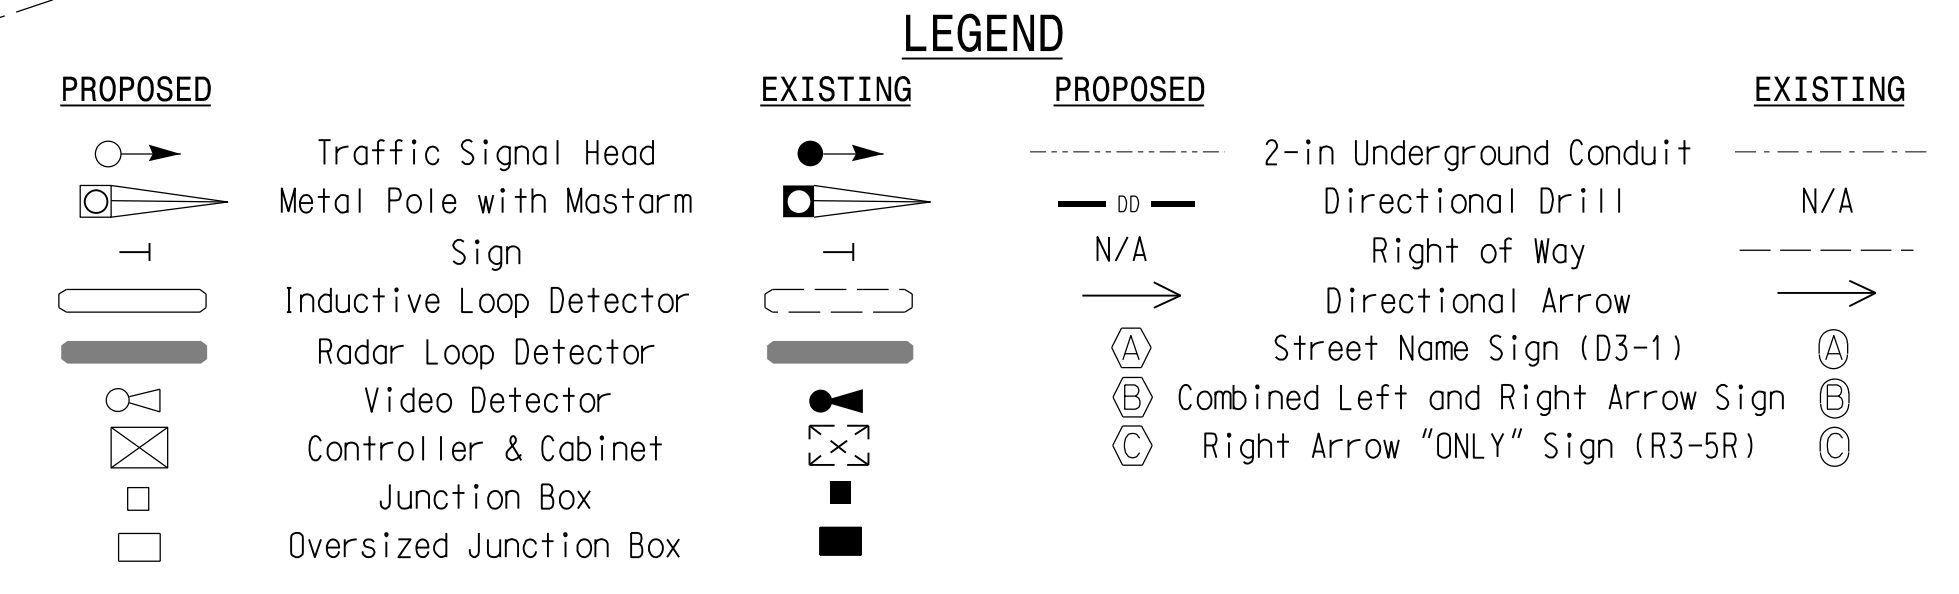 LEGEND
PROPOSED EXISTING PROPOSED EXISTING
Traffic Signal Head 2-in Underground Conduit
Metal Pole with Mastarm DD Directional Drill N/A
Sign N/A Right of Way
Inductive Loop Detector Directional Arrow
Radar Loop Detector A Street Name Sign (D3-1) A
Video Detector B Combined Left and Right Arrow Sign B
Controller & Cabinet C Right Arrow "ONLY" Sign (R3-5R) C
Junction Box
Oversized Junction Box